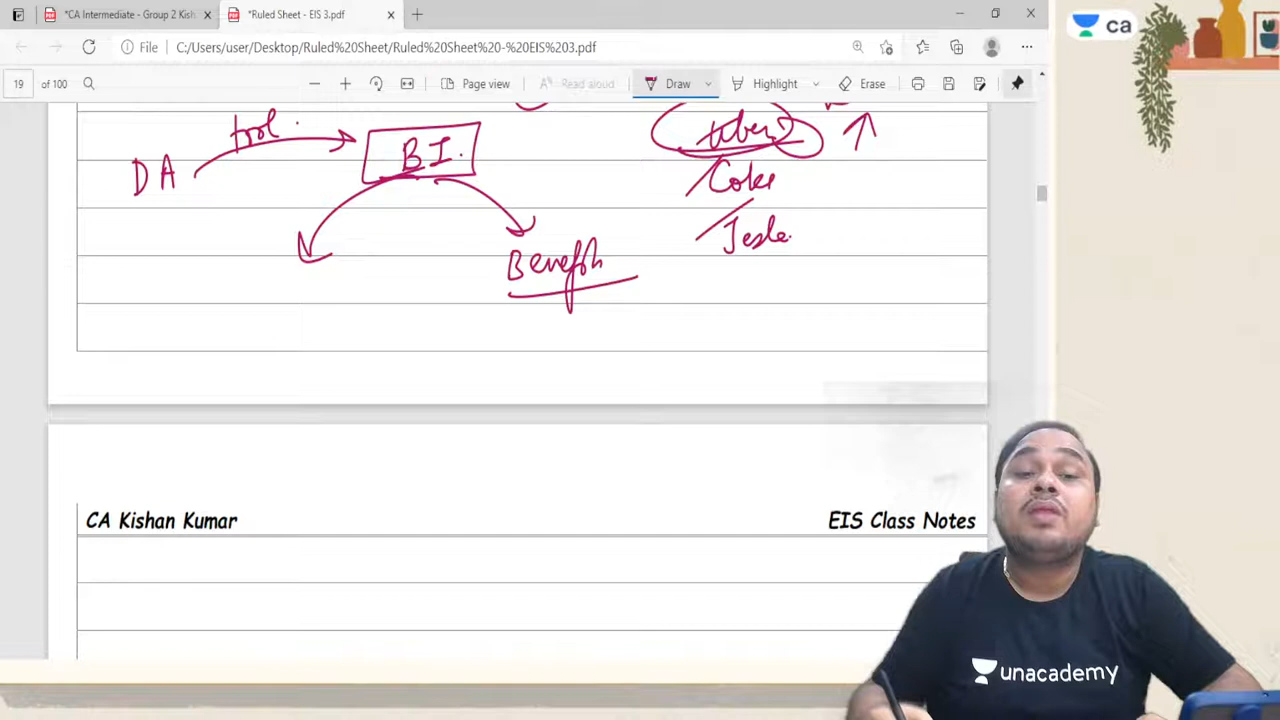 *CA Intermediate - Group 2 Kish
*Ruled Sheet - EIS 3.pdf
File
C:/Users/user/Desktop/Ruled%20Sheet/Ruled%20Sheet%20-%20EIS%203.pdf
19 of 100
Page view
Read aloud
Draw
Highlight
Erase
ca
tool.
DA
BI.
Uber
Coke
Tesla.
Benefits
CA Kishan Kumar
EIS Class Notes
unacademy